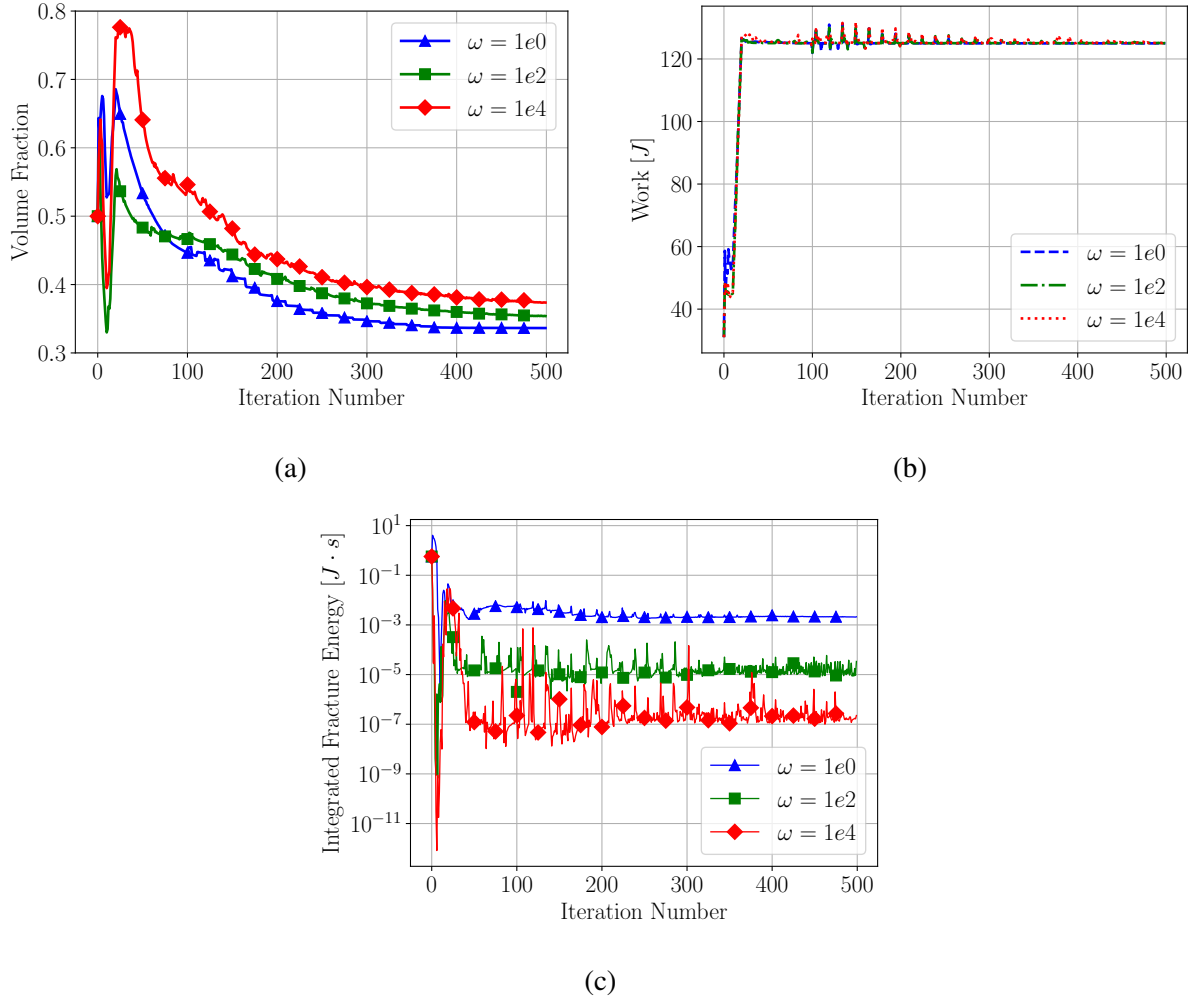 0.8
0.7
0.6
0.5
0.4
0.3
Volume Fraction
0 100 200 300 400 500
Iteration Number
ω = 1e0
ω = 1e2
ω = 1e4
(a)
120
100
80
60
40
Work [J]
0 100 200 300 400 500
Iteration Number
ω = 1e0
ω = 1e2
ω = 1e4
(b)
10^1
10^−1
10^−3
10^−5
10^−7
10^−9
10^−11
Integrated Fracture Energy [J · s]
0 100 200 300 400 500
Iteration Number
ω = 1e0
ω = 1e2
ω = 1e4
(c)